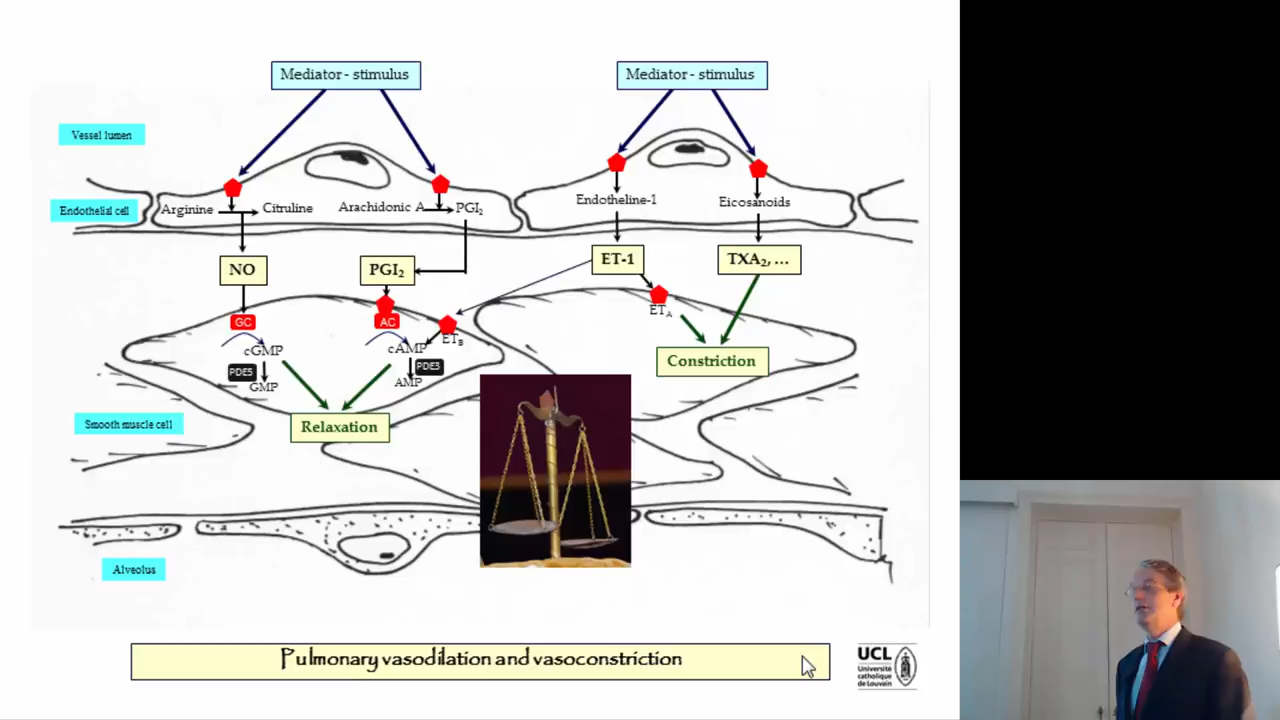 Mediator - stimulus
Mediator - stimulus
Vessel lumen
Endothelial cell
Arginine
Citruline
Arachidonic A
PGI₂
Endotheline-1
Eicosanoids
NO
PGI₂
ET-1
TXA₂, ...
GC
AC
ET_B
ET_A
cGMP
cAMP
PDE5
PDE3
GMP
AMP
Constriction
Relaxation
Smooth muscle cell
Alveolus
Pulmonary vasodilation and vasoconstriction
UCL
Université
catholique
de Louvain